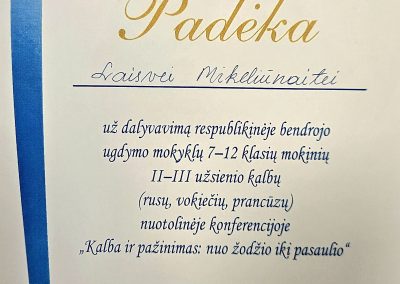 Padėka
Laisvei Mikeliūnaitei
už dalyvavimą respublikinėje bendrojo
ugdymo mokyklų 7–12 klasių mokinių
II–III užsienio kalbų
(rusų, vokiečių, prancūzų)
nuotolinėje konferencijoje
„Kalba ir pažinimas: nuo žodžio iki pasaulio“